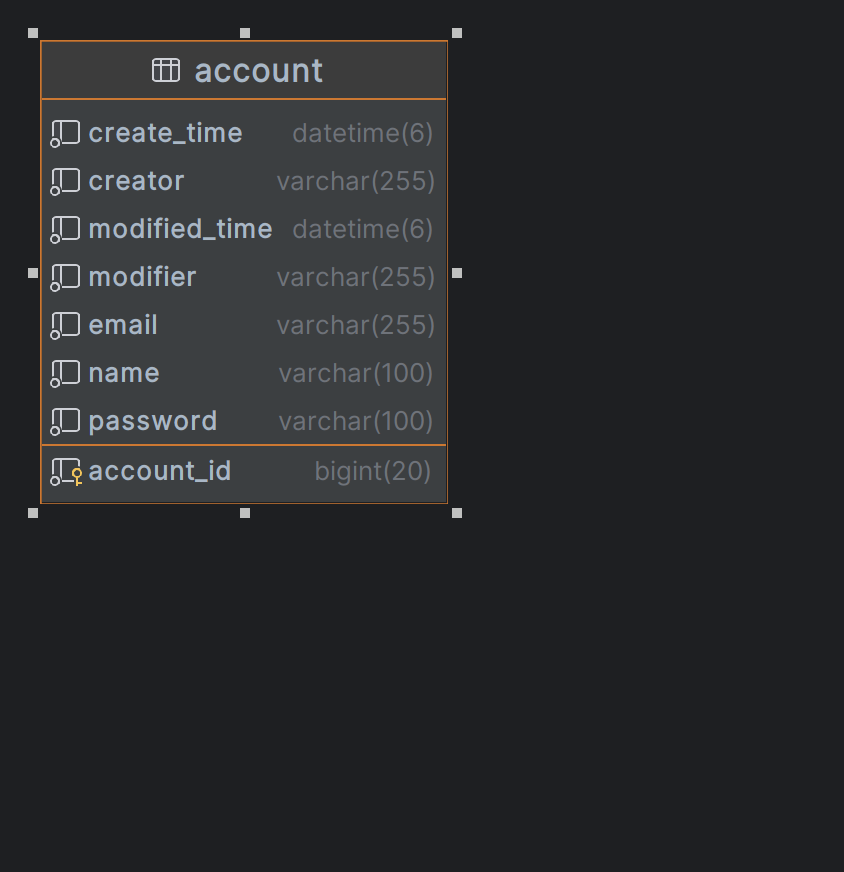 account
create_time datetime(6)
creator varchar(255)
modified_time datetime(6)
modifier varchar(255)
email varchar(255)
name varchar(100)
password varchar(100)
account_id bigint(20)